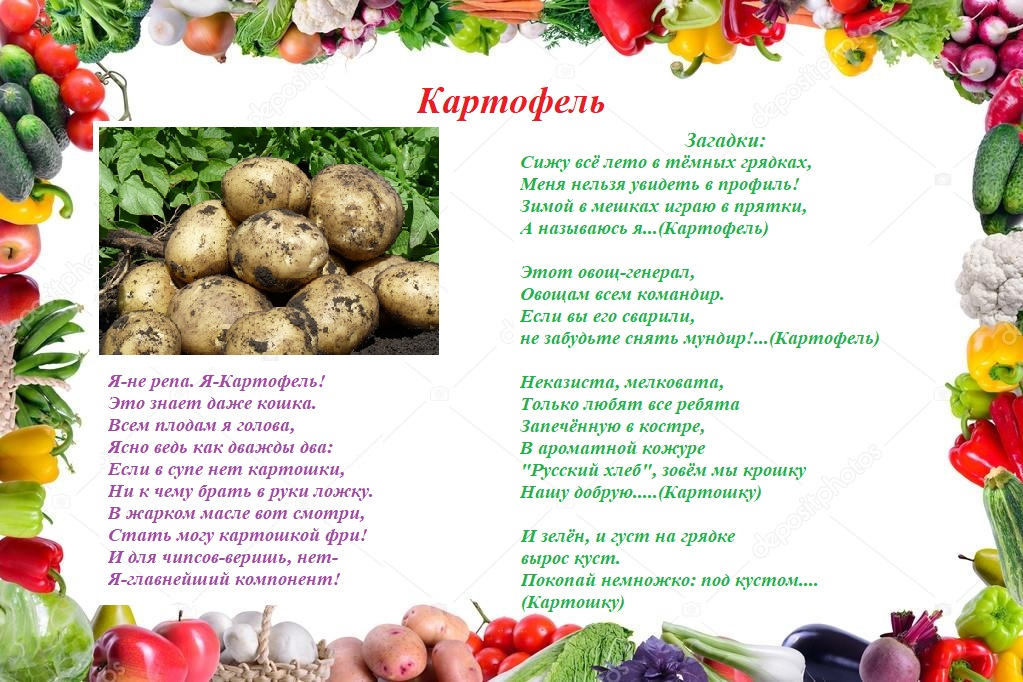 Картофель
Я-не репа. Я-Картофель!
Это знает даже кошка.
Всем плодам я голова,
Ясно ведь как дважды два:
Если в супе нет картошки,
Ни к чему брать в руки ложку.
В жарком масле вот смотри,
Стать могу картошкой фри!
И для чипсов-веришь, нет-
Я-главнейший компонент!
Загадки:
Сижу всё лето в тёмных грядках,
Меня нельзя увидеть в профиль!
Зимой в мешках играю в прятки,
А называюсь я...(Картофель)
Этот овощ-генерал,
Овощам всем командир.
Если вы его сварили,
не забудьте снять мундир!...(Картофель)
Неказиста, мелковата,
Только любят все ребята
Запечённую в костре,
В ароматной кожуре
"Русский хлеб", зовём мы крошку
Нашу добрую.....(Картошку)
И зелён, и густ на грядке
вырос куст.
Покопай немножко: под кустом....
(Картошку)
depositphotos
depositphotos
depositphotos
depositphotos